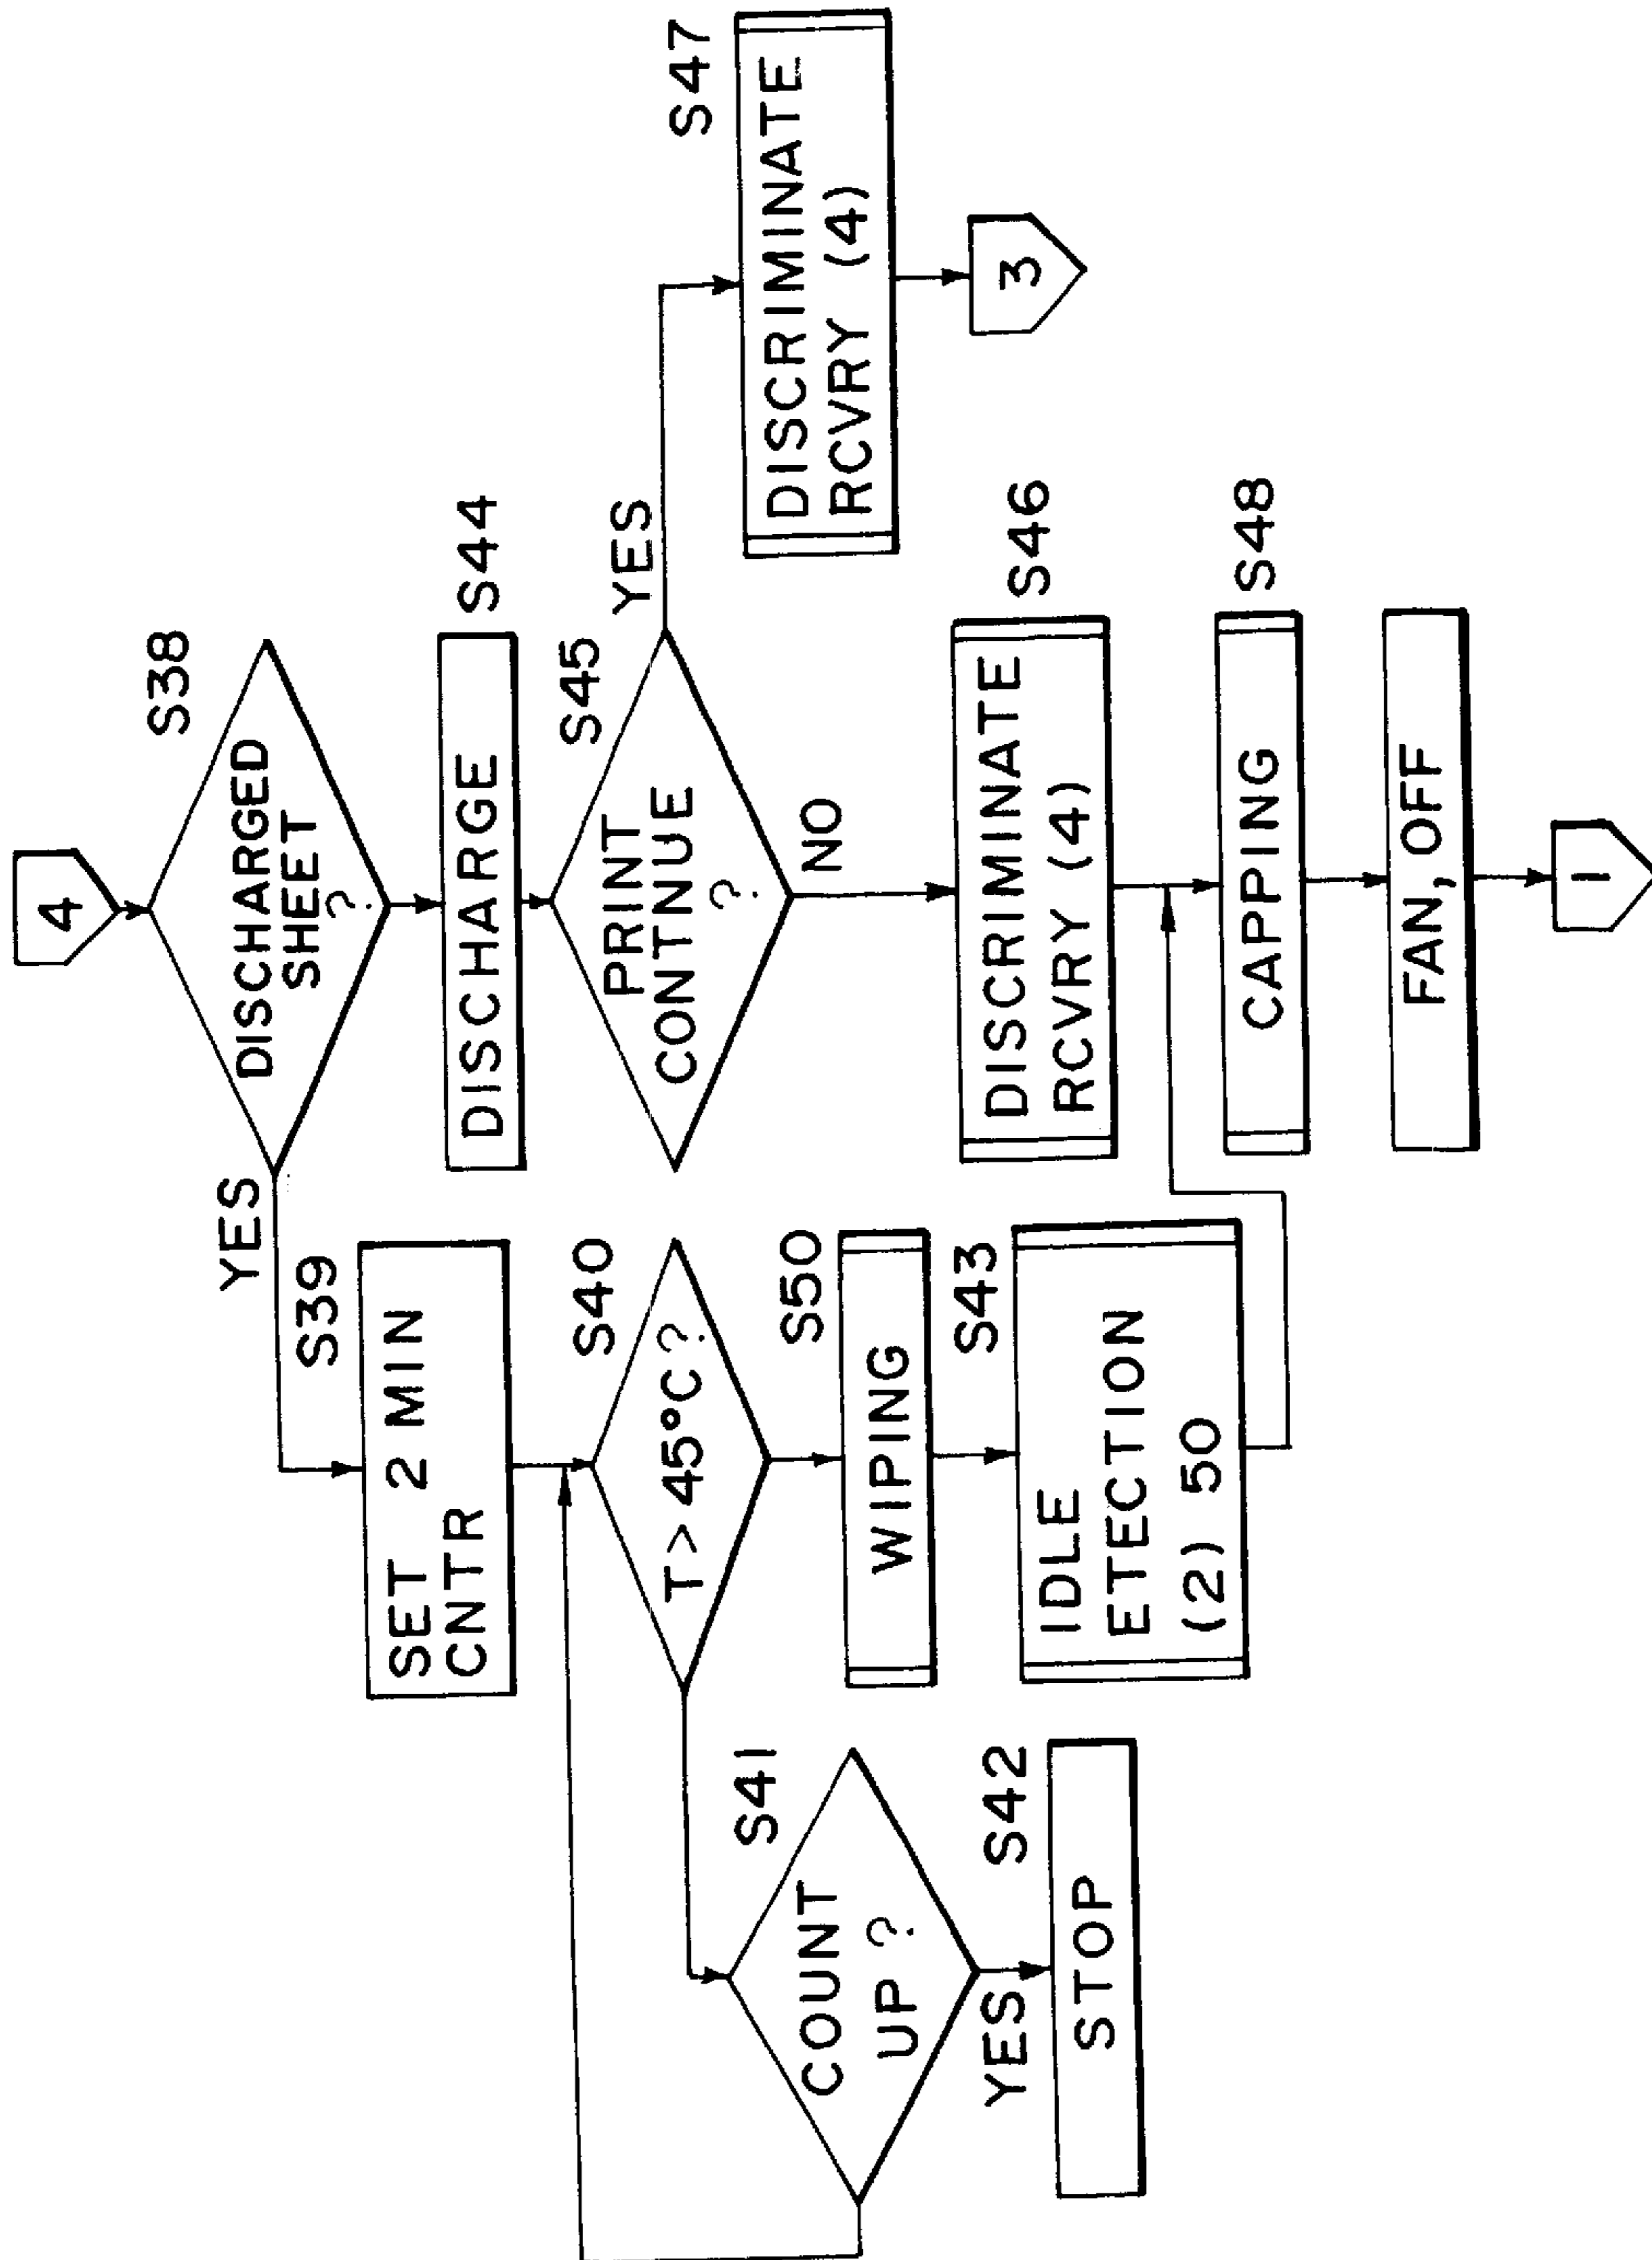 4
S38
DISCHARGED
SHEET
?
YES
S39
SET 2 MIN
CNTR
S40
T > 45°C ?
S41
COUNT
UP ?
YES
S42
STOP
S50
WIPING
S43
IDLE
ETECTION
(2) 50
S44
DISCHARGE
S45
PRINT
CONTINUE
?
YES
NO
S47
DISCRIMINATE
RCVRY (4)
3
S46
DISCRIMINATE
RCVRY (4)
S48
CAPPING
FAN, OFF
1